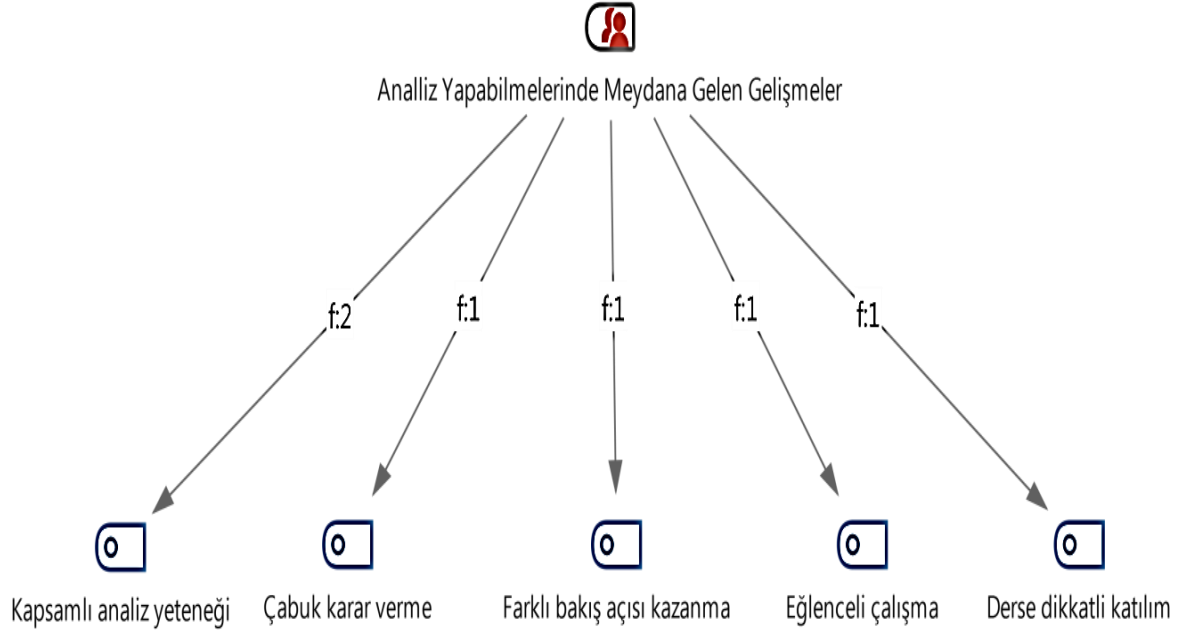 Analliz Yapabilmelerinde Meydana Gelen Gelişmeler
f:2
f:1
f:1
f:1
f:1
Kapsamlı analiz yeteneği
Çabuk karar verme
Farklı bakış açısı kazanma
Eğlenceli çalışma
Derse dikkatli katılım